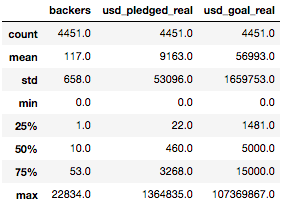 backers usd_pledged_real usd_goal_real
count 4451.0 4451.0 4451.0
mean 117.0 9163.0 56993.0
std 658.0 53096.0 1659753.0
min 0.0 0.0 0.0
25% 1.0 22.0 1481.0
50% 10.0 460.0 5000.0
75% 53.0 3268.0 15000.0
max 22834.0 1364835.0 107369867.0